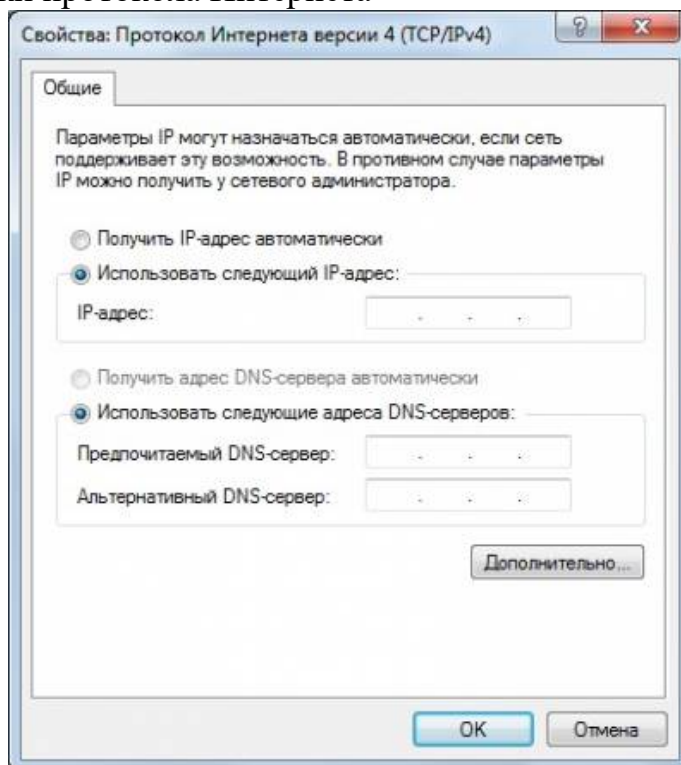 протокола Интернета
Свойства: Протокол Интернета версии 4 (TCP/IPv4)
Общие
Параметры IP могут назначаться автоматически, если сеть
поддерживает эту возможность. В противном случае параметры
IP можно получить у сетевого администратора.
Получить IP-адрес автоматически
Использовать следующий IP-адрес:
IP-адрес: . . .
Получить адрес DNS-сервера автоматически
Использовать следующие адреса DNS-серверов:
Предпочитаемый DNS-сервер: . . .
Альтернативный DNS-сервер: . . .
Дополнительно...
OK Отмена